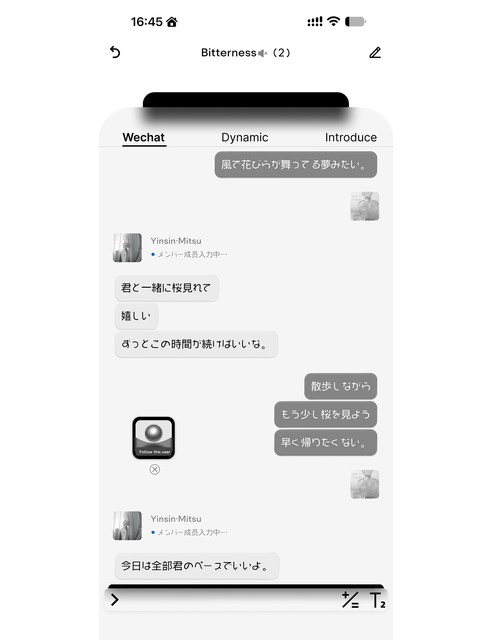 16:45
Bitterness (2)
Wechat
Dynamic
Introduce
風で花びらが舞ってる夢みたい。
Yinsin·Mitsu
メンバー成員入力中…
君と一緒に桜見れて
嬉しい
ずっとこの時間が続けばいいな。
散歩しながら
もう少し桜を見よう
早く帰りたくない。
Follow this user
Yinsin·Mitsu
メンバー成員入力中…
今日は全部君のペースでいいよ。
T2